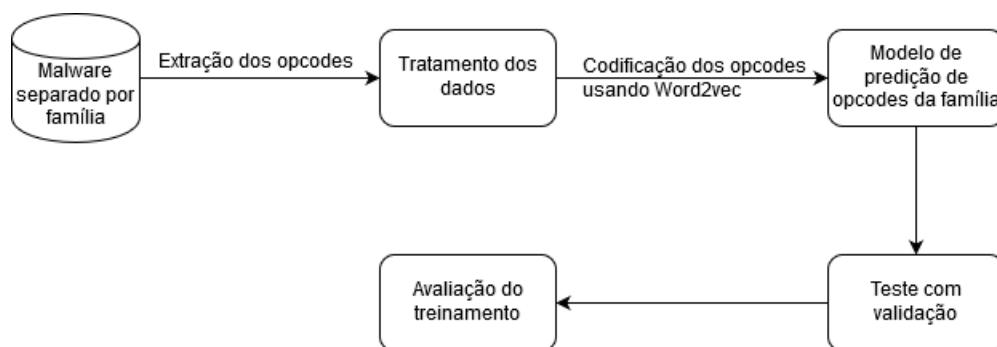 Malware
separado por
família
Extração dos opcodes
Tratamento dos
dados
Codificação dos opcodes
usando Word2vec
Modelo de
predição de
opcodes da família
Avaliação do
treinamento
Teste com
validação